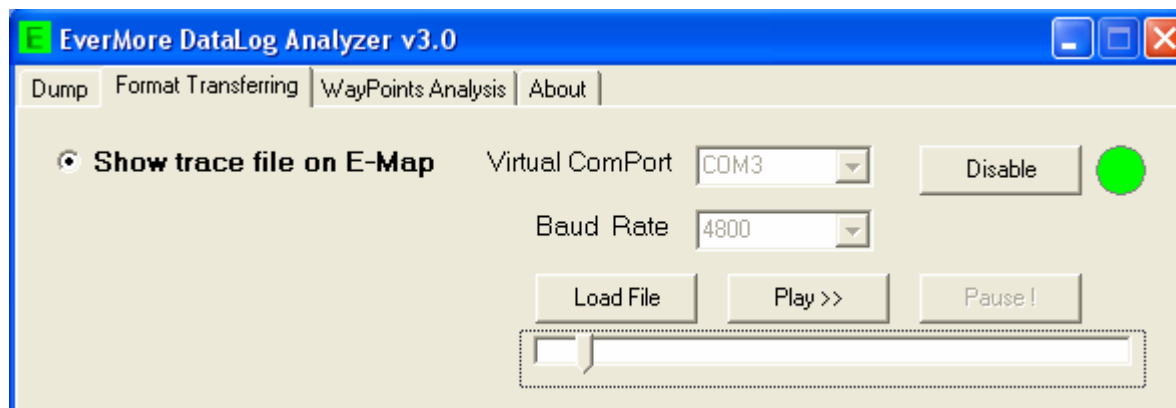 E EverMore DataLog Analyzer v3.0
Dump Format Transferring WayPoints Analysis About
Show trace file on E-Map Virtual ComPort COM3 Disable
Baud Rate 4800
Load File Play >> Pause !